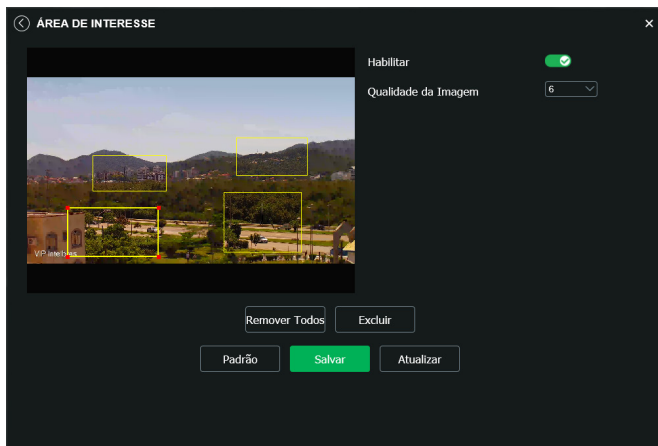 ÁREA DE INTERESSE
Habilitar
Qualidade da Imagem
6
VIP Intelbras
Remover Todos
Excluir
Padrão
Salvar
Atualizar